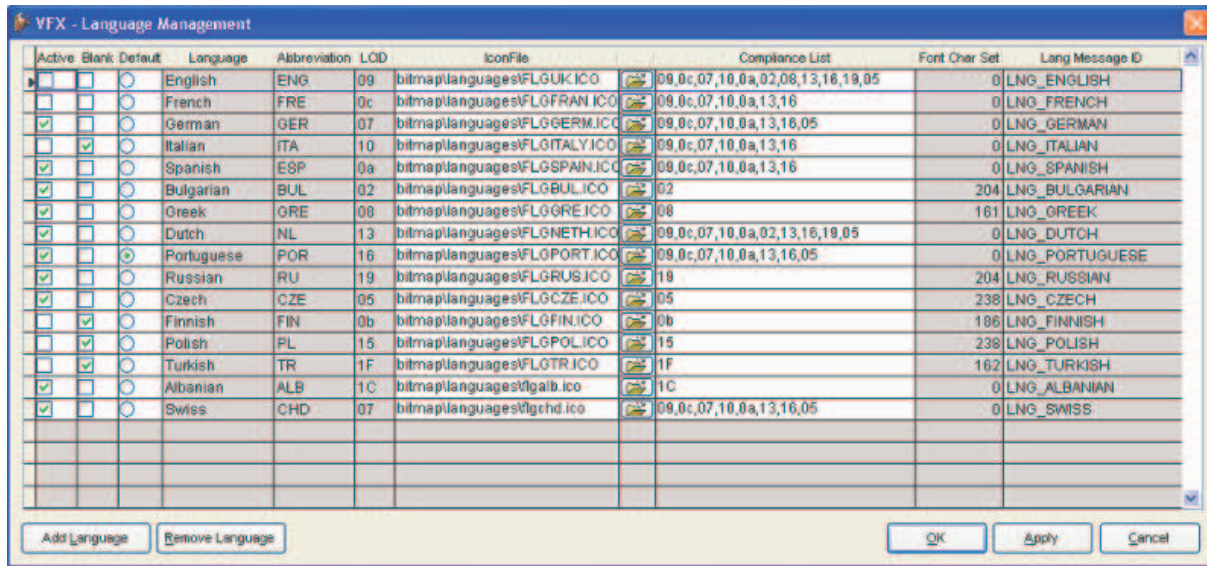 VFX - Language Management
Active Blank Default Language Abbreviation LCID IconFile Compliance List Font Char Set Lang Message ID
English ENG 09 bitmap\languages\FLGUK.ICO 09,0c,07,10,0a,02,08,13,16,19,05 0 LNG_ENGLISH
French FRE 0c bitmap\languages\FLGFRAN.ICO 09,0c,07,10,0a,13,16 0 LNG_FRENCH
German GER 07 bitmap\languages\FLGGERM.ICO 09,0c,07,10,0a,13,16,05 0 LNG_GERMAN
Italian ITA 10 bitmap\languages\FLGITALY.ICO 09,0c,07,10,0a,13,16 0 LNG_ITALIAN
Spanish ESP 0a bitmap\languages\FLGSPAIN.ICO 09,0c,07,10,0a,13,16 0 LNG_SPANISH
Bulgarian BUL 02 bitmap\languages\FLGBUL.ICO 02 204 LNG_BULGARIAN
Greek GRE 08 bitmap\languages\FLGGRE.ICO 08 161 LNG_GREEK
Dutch NL 13 bitmap\languages\FLGNETH.ICO 09,0c,07,10,0a,02,13,16,19,05 0 LNG_DUTCH
Portuguese POR 16 bitmap\languages\FLGPORT.ICO 09,0c,07,10,0a,13,16,05 0 LNG_PORTUGUESE
Russian RU 19 bitmap\languages\FLGRUS.ICO 19 204 LNG_RUSSIAN
Czech CZE 05 bitmap\languages\FLGCZE.ICO 05 238 LNG_CZECH
Finnish FIN 0b bitmap\languages\FLGFIN.ICO 0b 186 LNG_FINNISH
Polish PL 15 bitmap\languages\FLGPOL.ICO 15 238 LNG_POLISH
Turkish TR 1F bitmap\languages\FLGTR.ICO 1F 162 LNG_TURKISH
Albanian ALB 1C bitmap\languages\flgalb.ico 1C 0 LNG_ALBANIAN
Swiss CHD 07 bitmap\languages\flgchd.ico 09,0c,07,10,0a,13,16,05 0 LNG_SWISS
Add Language Remove Language OK Apply Cancel